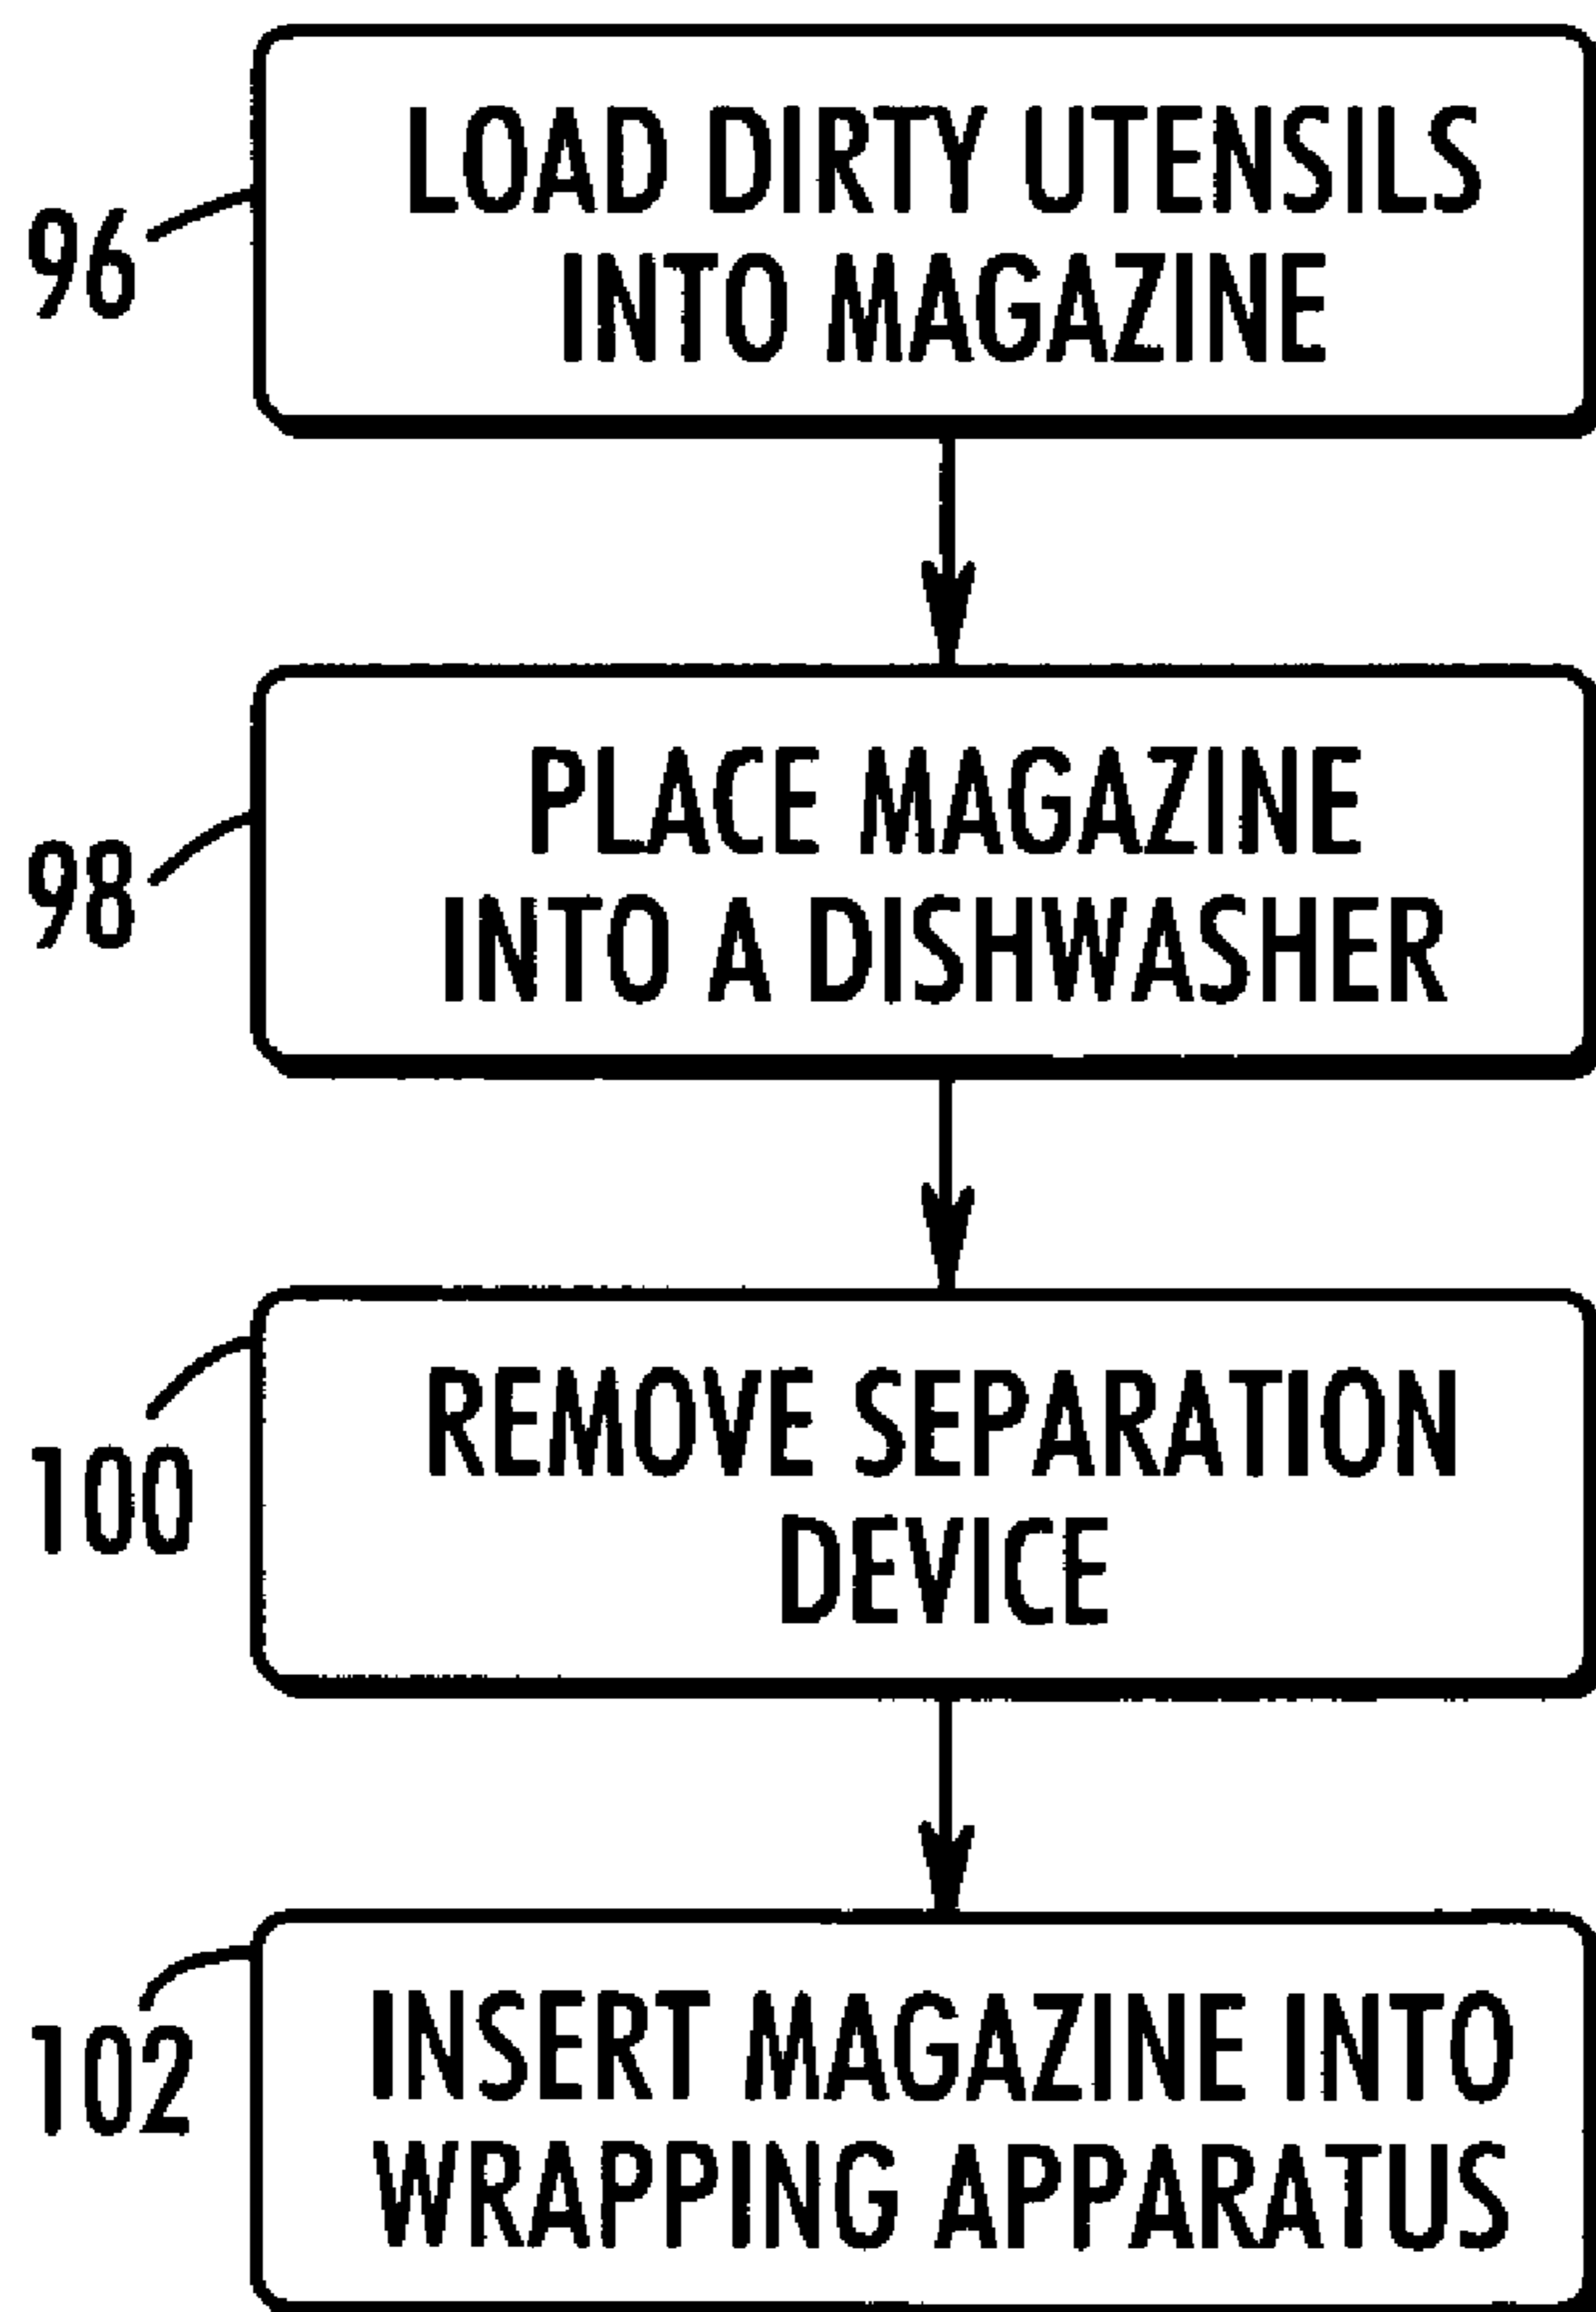 LOAD DIRTY UTENSILS
INTO MAGAZINE
96
PLACE MAGAZINE
INTO A DISHWASHER
98
REMOVE SEPARATION
DEVICE
100
INSERT MAGAZINE INTO
WRAPPING APPARATUS
102